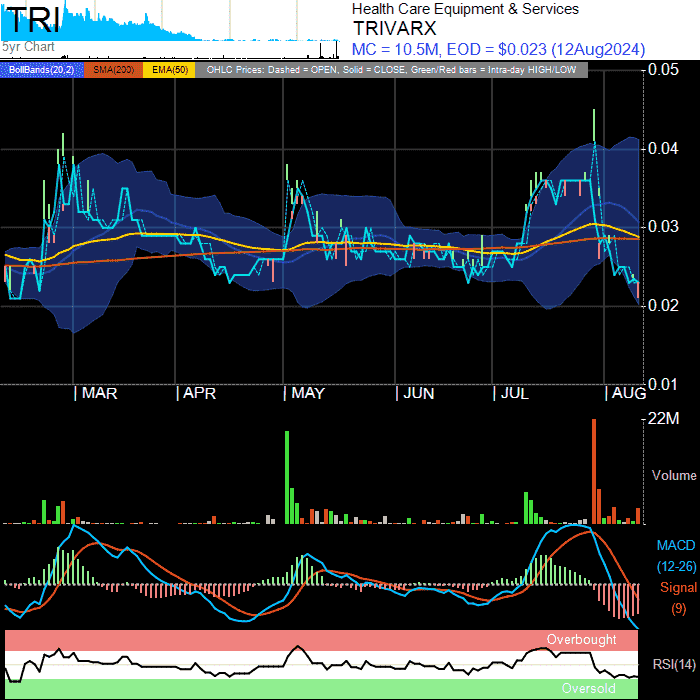 TRI
5yr Chart
Health Care Equipment & Services
TRIVARX
MC = 10.5M, EOD = $0.023 (12Aug2024)
BollBands(20,2) SMA(200) EMA(50) OHLC Prices: Dashed = OPEN, Solid = CLOSE, Green/Red bars = Intra-day HIGH/LOW
0.05
0.04
0.03
0.02
0.01
| MAR | APR | MAY | JUN | JUL | AUG
22M
Volume
MACD
(12-26)
Signal
(9)
Overbought
RSI(14)
Oversold